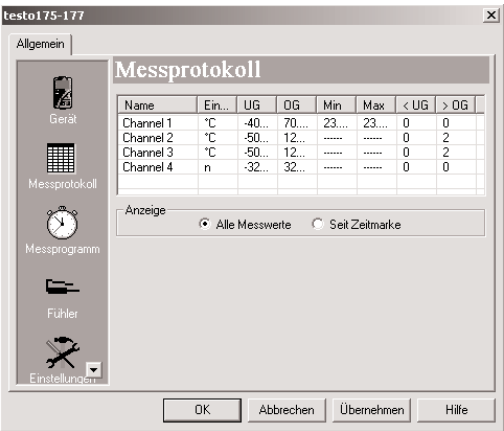 testo175-177
Allgemein
Gerät
Messprotokoll
Messprogramm
Fühler
Einstellungen
Messprotokoll
Name Ein... UG OG Min Max < UG > OG
Channel 1 °C -40... 70.... 23.... 23.... 0 0
Channel 2 °C -50... 12... ------ ------ 0 2
Channel 3 °C -50... 12... ------ ------ 0 2
Channel 4 n -32... 32... ------ ------ 0 0
Anzeige
Alle Messwerte Seit Zeitmarke
OK Abbrechen Übernehmen Hilfe